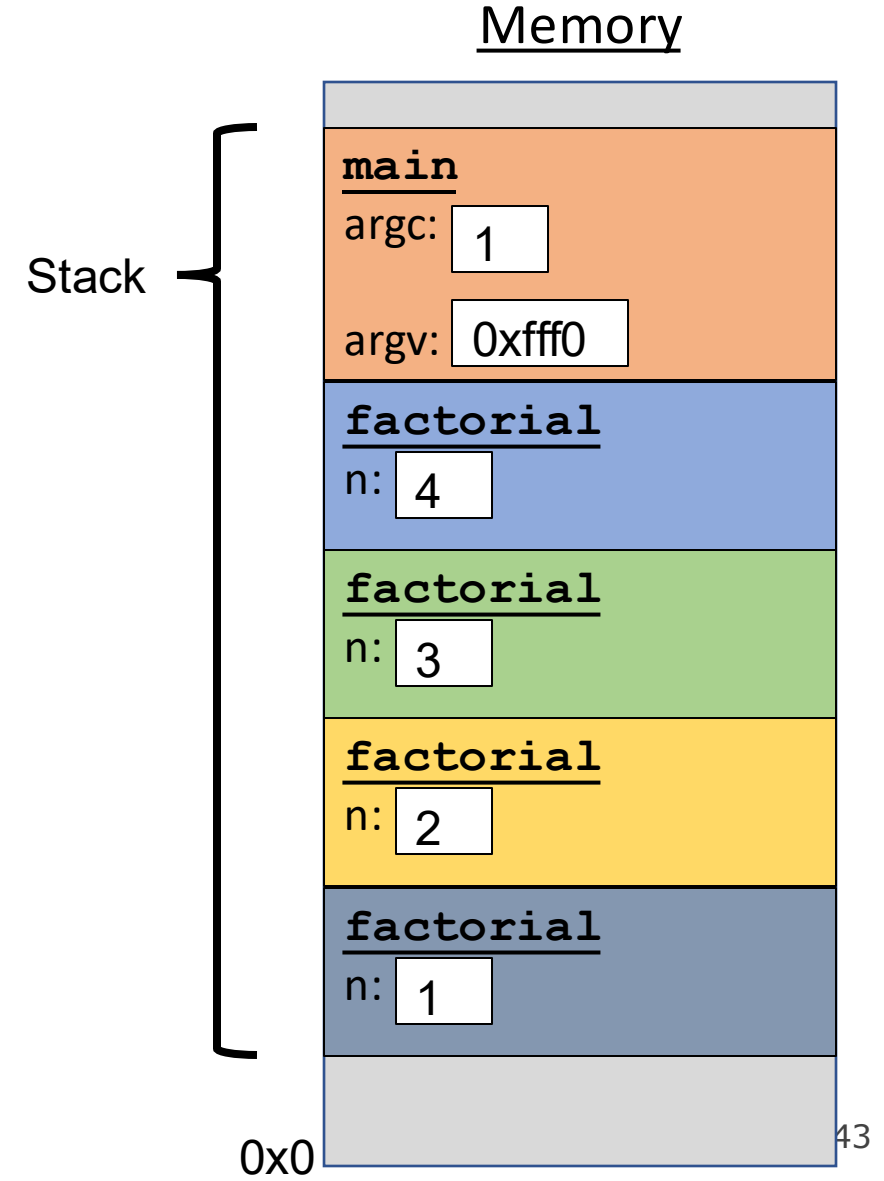 Memory
main
argc: 1
Stack
argv: 0xfff0
factorial
n: 4
factorial
n: 3
factorial
n: 2
factorial
n: 1
43
0x0